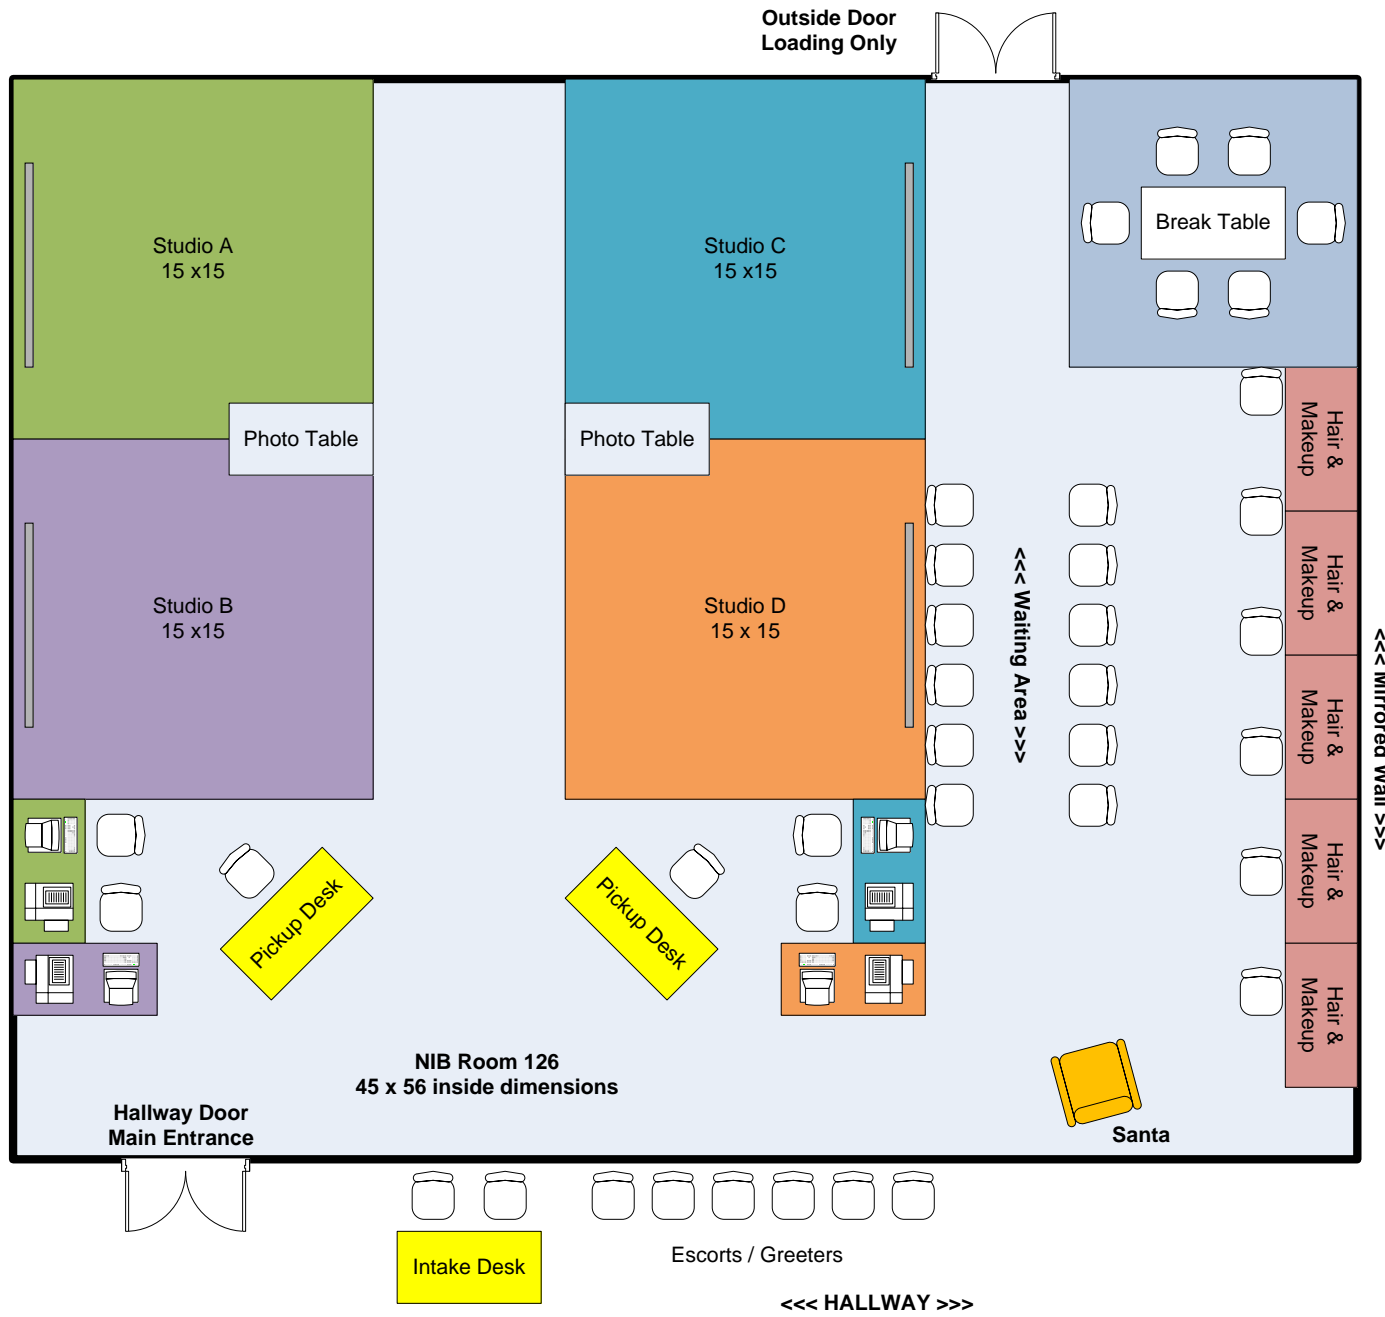 Outside Door
Loading Only
Studio A
15 x15
Studio C
15 x15
Break Table
Photo Table
Photo Table
Hair &
Makeup
Hair &
Makeup
Hair &
Makeup
Hair &
Makeup
Hair &
Makeup
<<< Waiting Area >>>
<<< Mirrored Wall >>>
Studio B
15 x15
Studio D
15 x 15
Pickup Desk
Pickup Desk
NIB Room 126
45 x 56 inside dimensions
Hallway Door
Main Entrance
Santa
Intake Desk
Escorts / Greeters
<<< HALLWAY >>>